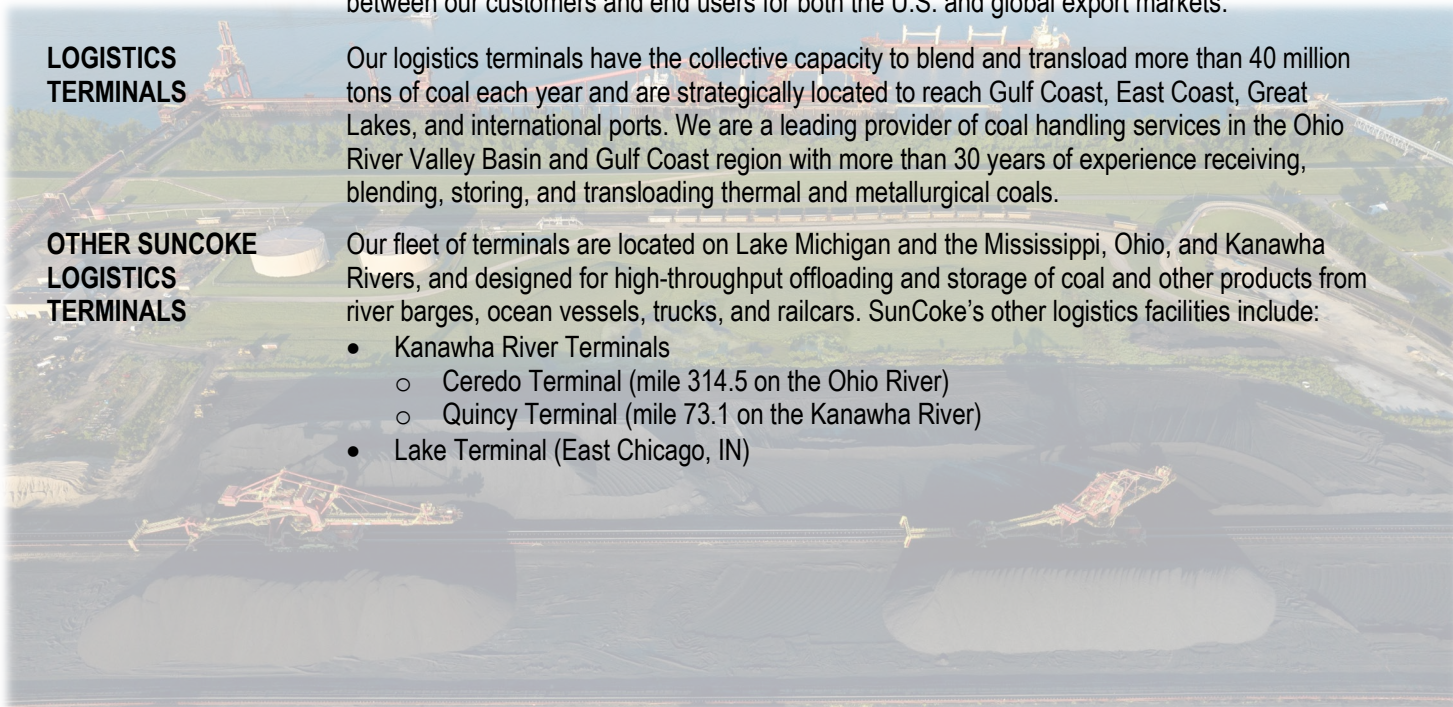 between our customers and end users for both the U.S. and global export markets.
LOGISTICS
TERMINALS
Our logistics terminals have the collective capacity to blend and transload more than 40 million
tons of coal each year and are strategically located to reach Gulf Coast, East Coast, Great
Lakes, and international ports. We are a leading provider of coal handling services in the Ohio
River Valley Basin and Gulf Coast region with more than 30 years of experience receiving,
blending, storing, and transloading thermal and metallurgical coals.
OTHER SUNCOKE
LOGISTICS
TERMINALS
Our fleet of terminals are located on Lake Michigan and the Mississippi, Ohio, and Kanawha
Rivers, and designed for high-throughput offloading and storage of coal and other products from
river barges, ocean vessels, trucks, and railcars. SunCoke’s other logistics facilities include:
• Kanawha River Terminals
o Ceredo Terminal (mile 314.5 on the Ohio River)
o Quincy Terminal (mile 73.1 on the Kanawha River)
• Lake Terminal (East Chicago, IN)